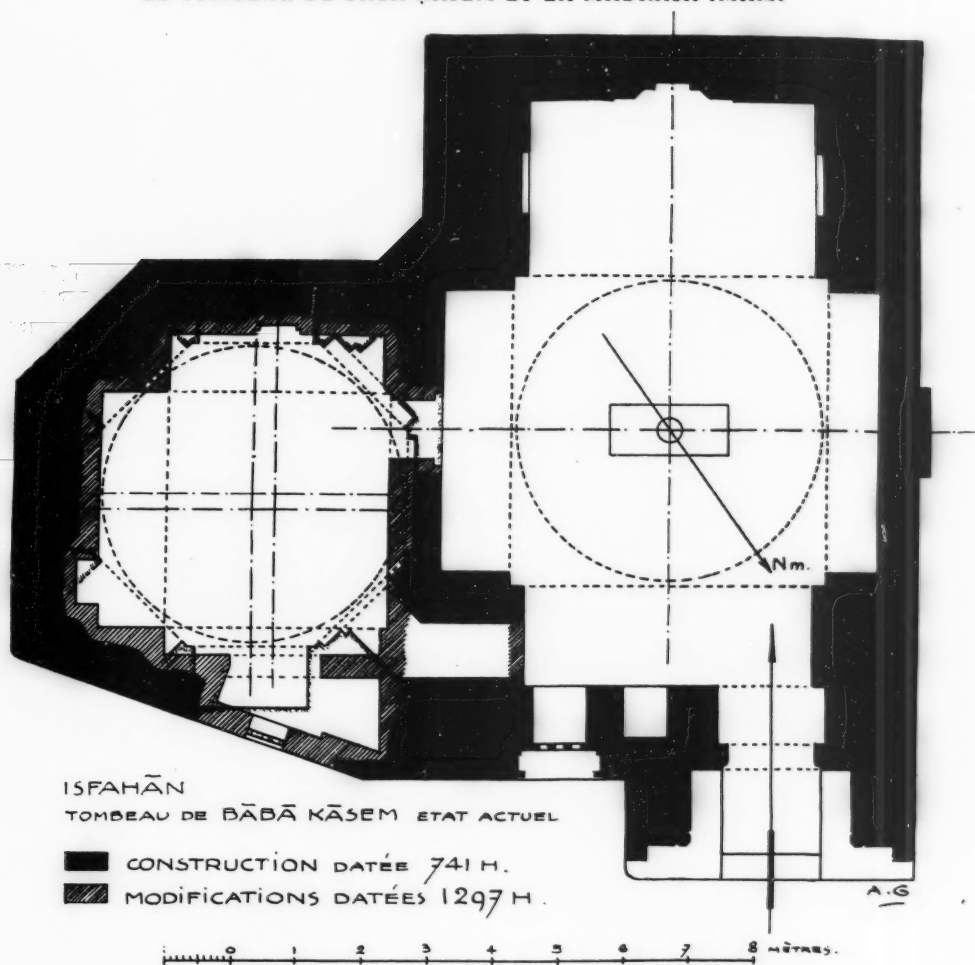 Nm.
ISFAHĀN
TOMBEAU DE BĀBĀ KĀSEM ETAT ACTUEL
CONSTRUCTION DATÉE 741 H.
MODIFICATIONS DATÉES 1297 H.
A.G
1 0 1 2 3 4 5 6 7 8 MÈTRES.